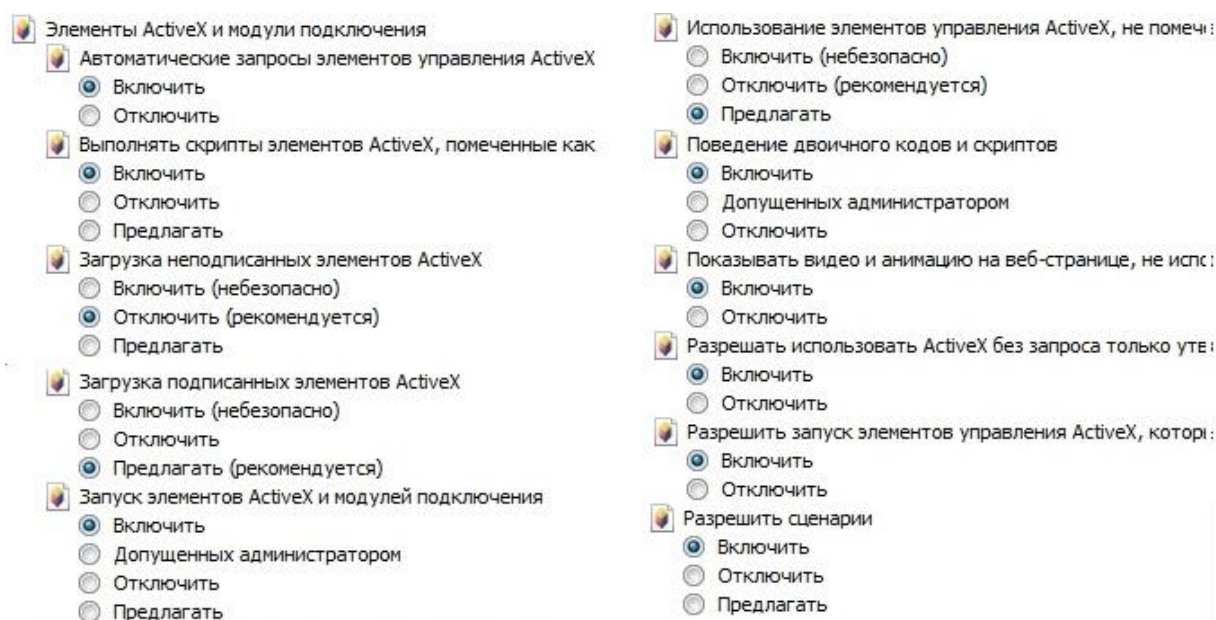 Элементы ActiveX и модули подключения
Автоматические запросы элементов управления ActiveX
Включить
Отключить
Выполнять скрипты элементов ActiveX, помеченные как
Включить
Отключить
Предлагать
Загрузка неподписанных элементов ActiveX
Включить (небезопасно)
Отключить (рекомендуется)
Предлагать
Загрузка подписанных элементов ActiveX
Включить (небезопасно)
Отключить
Предлагать (рекомендуется)
Запуск элементов ActiveX и модулей подключения
Включить
Допущенных администратором
Отключить
Предлагать
Использование элементов управления ActiveX, не
Включить (небезопасно)
Отключить (рекомендуется)
Предлагать
Поведение двоичного кодов и скриптов
Включить
Допущенных администратором
Отключить
Показывать видео и анимацию на веб-странице, не
Включить
Отключить
Разрешать использовать ActiveX без запроса только
Включить
Отключить
Разрешить запуск элементов управления ActiveX,
Включить
Отключить
Разрешить сценарии
Включить
Отключить
Предлагать